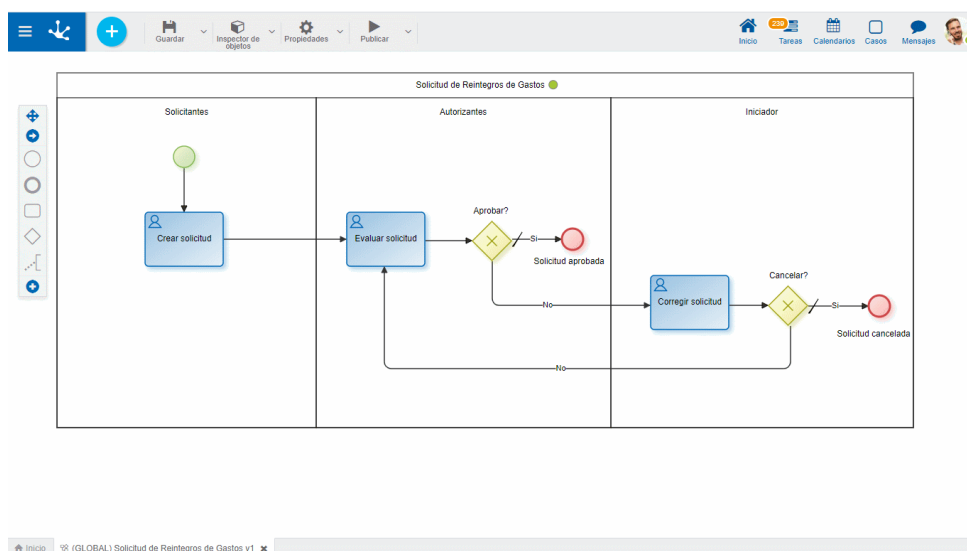 Guardar
Inspector de
objetos
Propiedades
Publicar
Inicio
239
Tareas
Calendarios
Casos
Mensajes
Solicitud de Reintegros de Gastos
Solicitantes
Autorizantes
Iniciador
Crear solicitud
Evaluar solicitud
Aprobar?
Si
Solicitud aprobada
No
Corregir solicitud
Cancelar?
Si
Solicitud cancelada
No
Inicio
(GLOBAL) Solicitud de Reintegros de Gastos v1